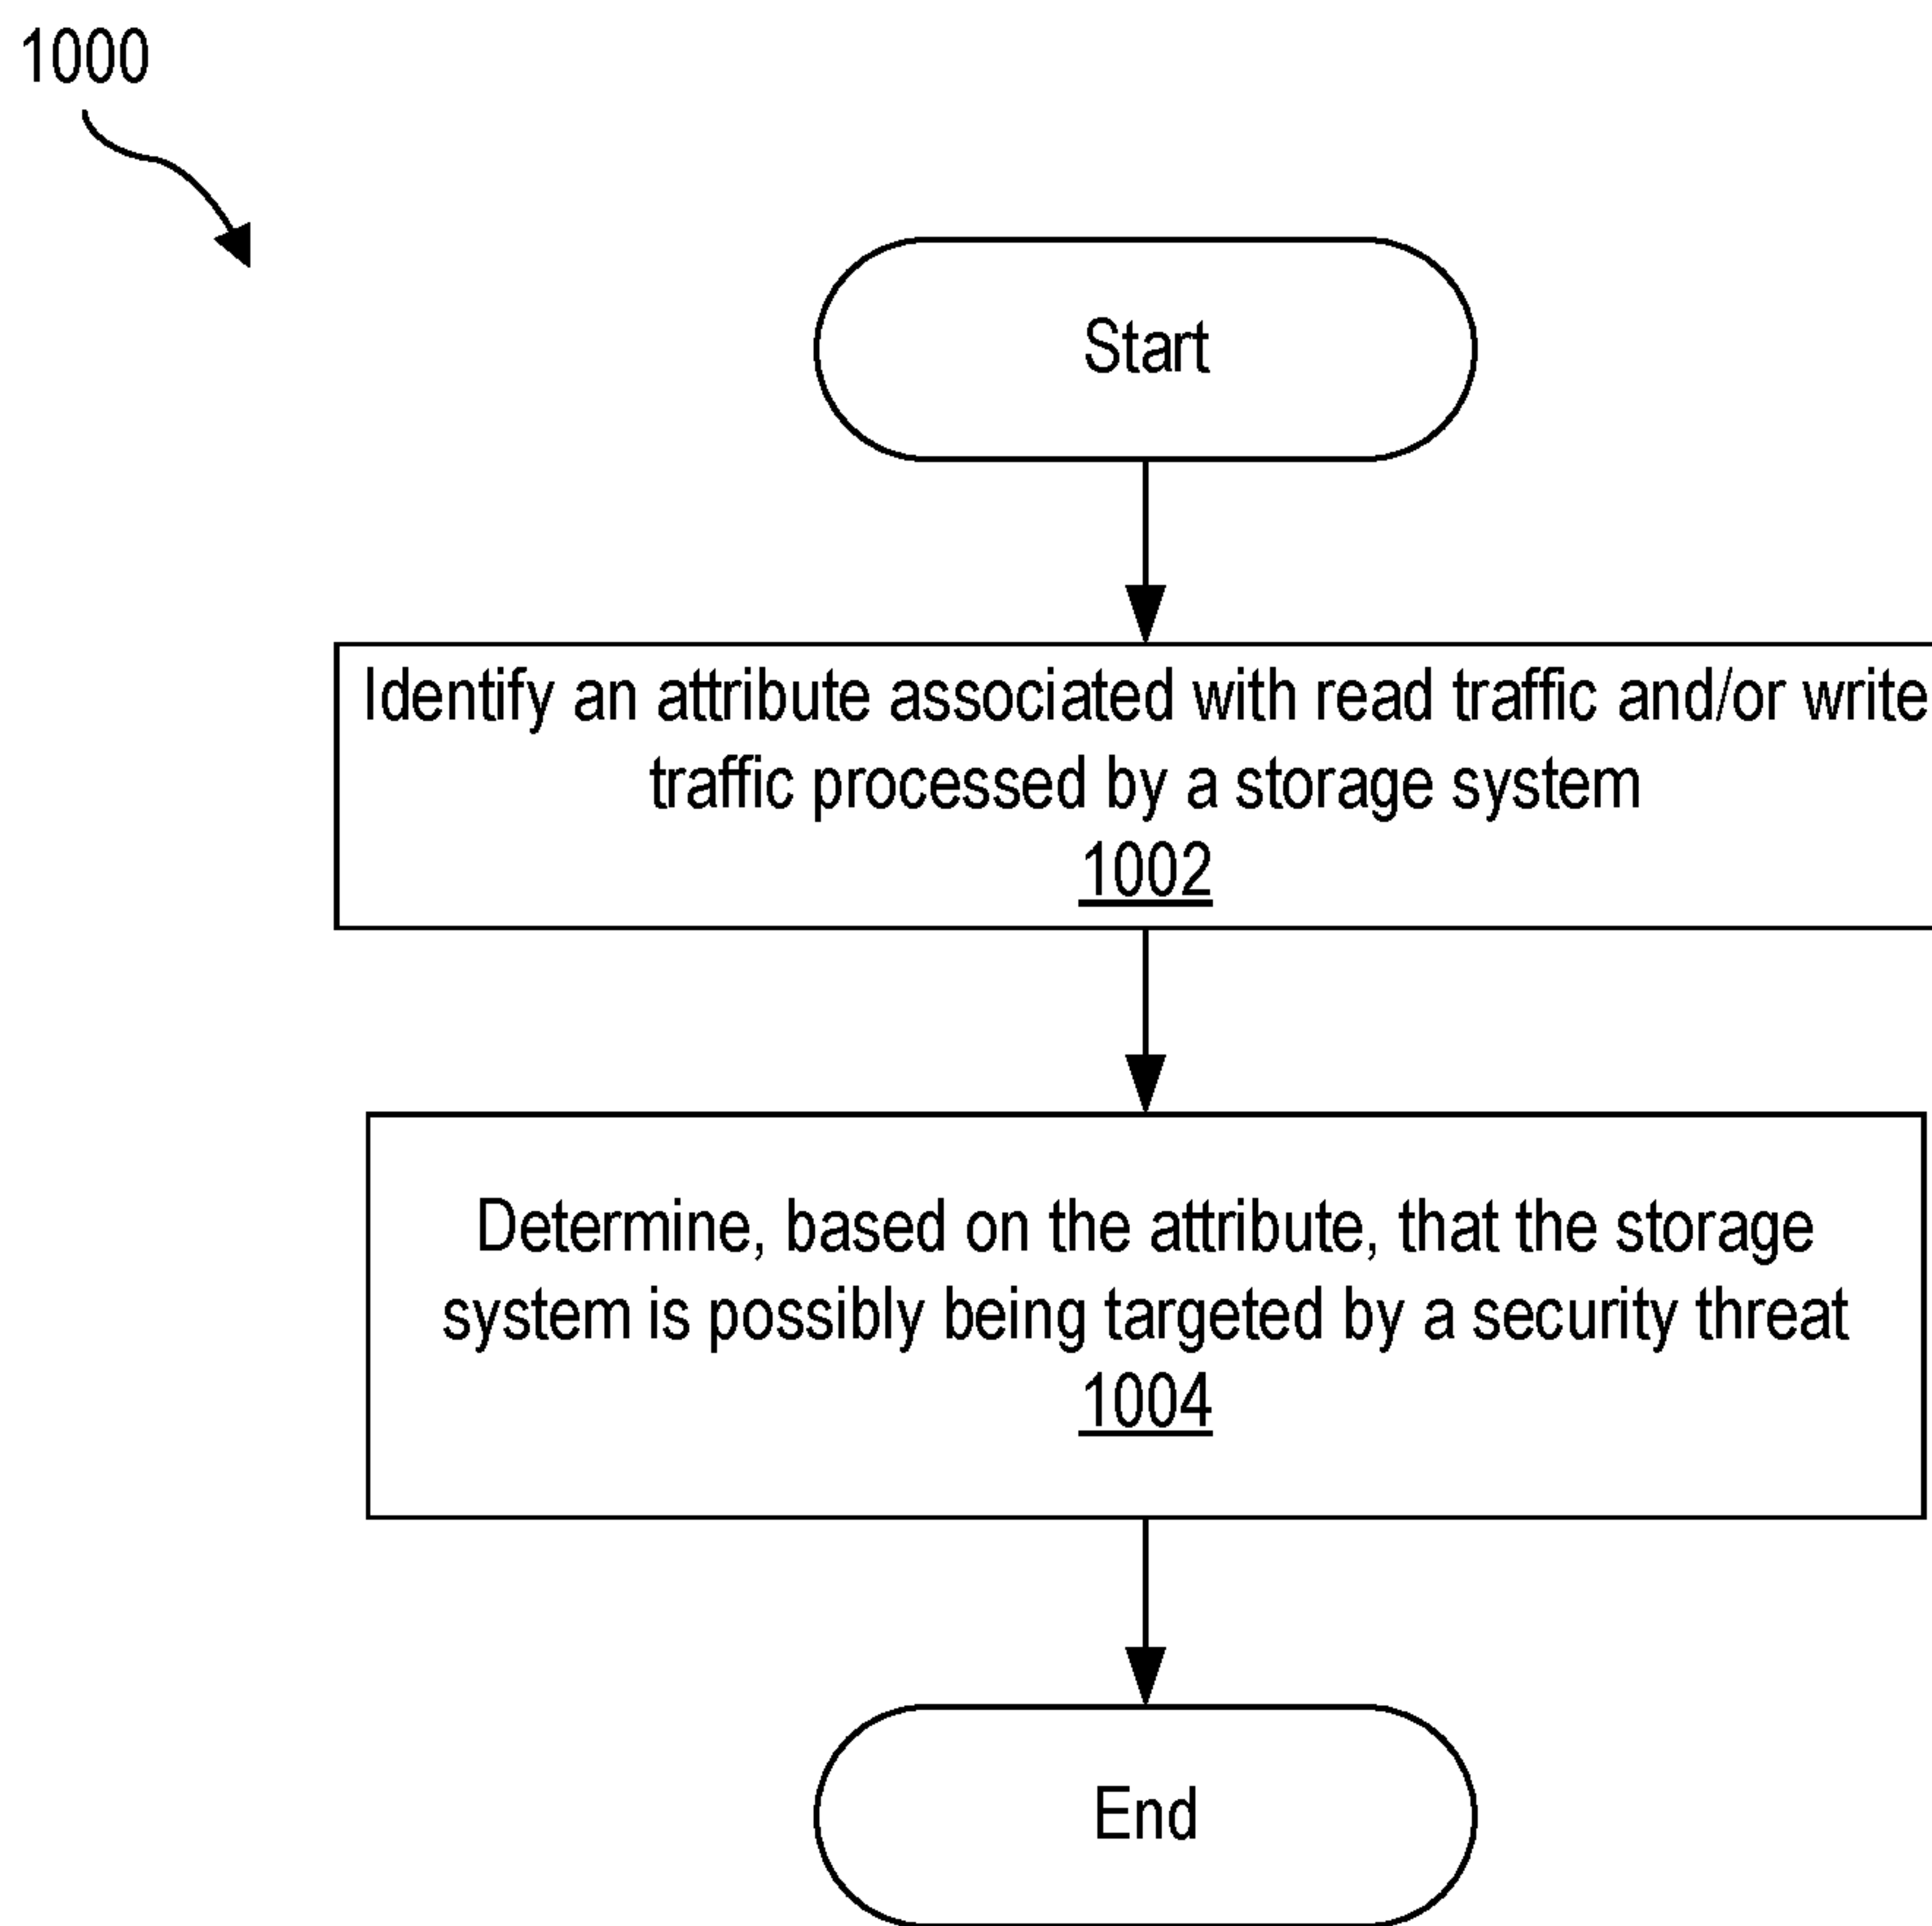 1000
Start
Identify an attribute associated with read traffic and/or write
traffic processed by a storage system
1002
Determine, based on the attribute, that the storage
system is possibly being targeted by a security threat
1004
End